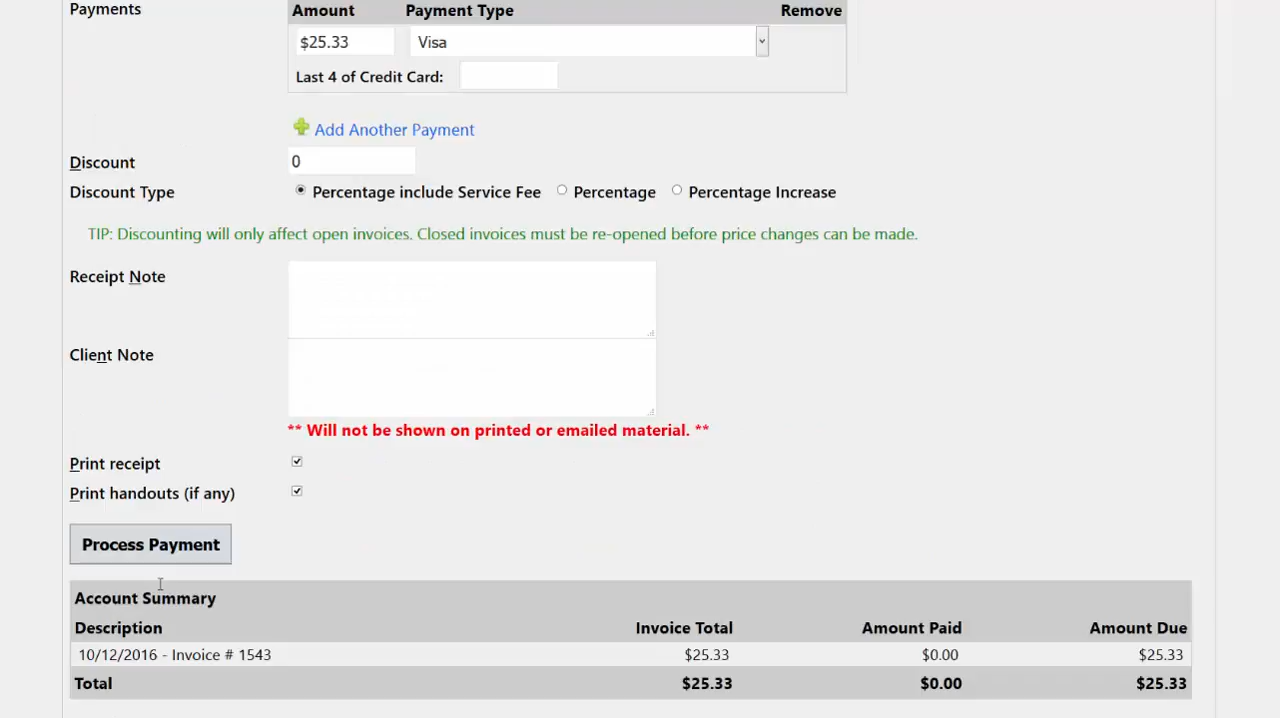 Payments
Amount Payment Type Remove
$25.33 Visa
Last 4 of Credit Card:
Add Another Payment
Discount 0
Discount Type Percentage include Service Fee Percentage Percentage Increase
TIP: Discounting will only affect open invoices. Closed invoices must be re-opened before price changes can be made.
Receipt Note
Client Note
** Will not be shown on printed or emailed material. **
Print receipt
Print handouts (if any)
Process Payment
Account Summary
Description Invoice Total Amount Paid Amount Due
10/12/2016 - Invoice # 1543 $25.33 $0.00 $25.33
Total $25.33 $0.00 $25.33